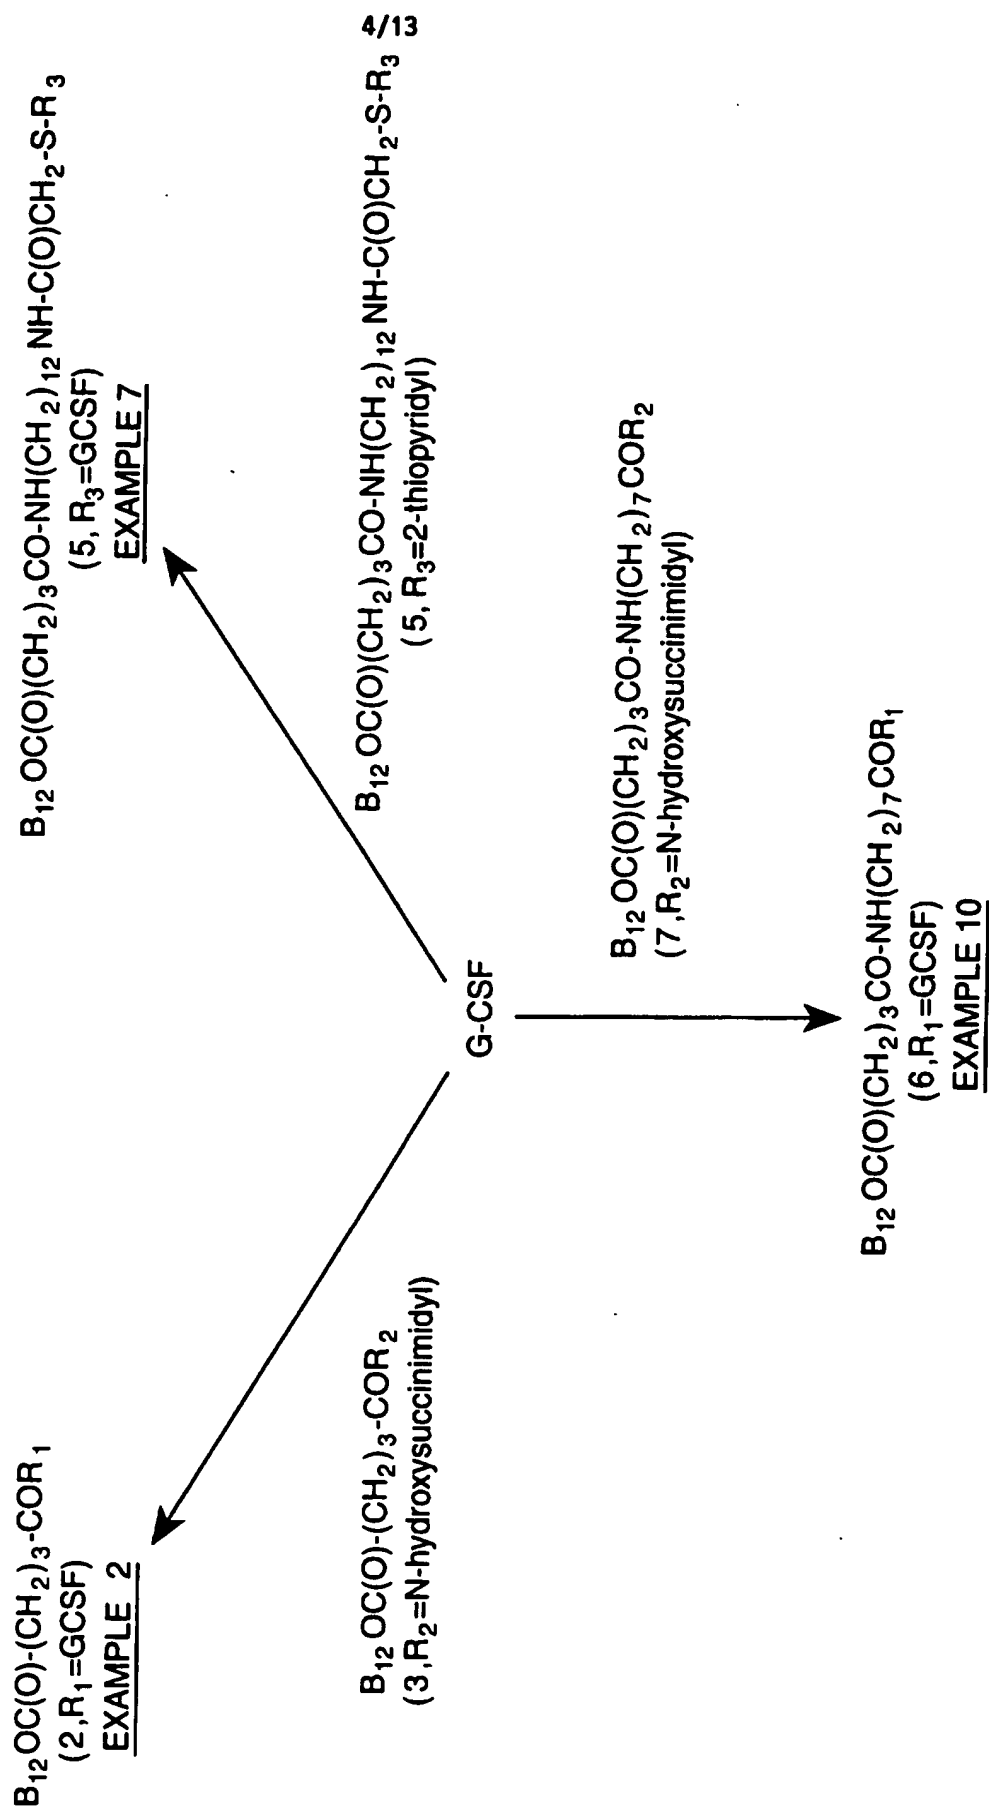 4/13
B12OC(O)-(CH2)3-COR1
(2,R1=GCSF)
EXAMPLE 2
B12OC(O)(CH2)3CO-NH(CH2)12NH-C(O)CH2-S-R3
(5,R3=GCSF)
EXAMPLE 7
B12OC(O)-(CH2)3-COR2
(3,R2=N-hydroxysuccinimidyl)
B12OC(O)(CH2)3CO-NH(CH2)12NH-C(O)CH2-S-R3
(5,R3=2-thiopyridyl)
G-CSF
B12OC(O)(CH2)3CO-NH(CH2)7COR2
(7,R2=N-hydroxysuccinimidyl)
B12OC(O)(CH2)3CO-NH(CH2)7COR1
(6,R1=GCSF)
EXAMPLE 10